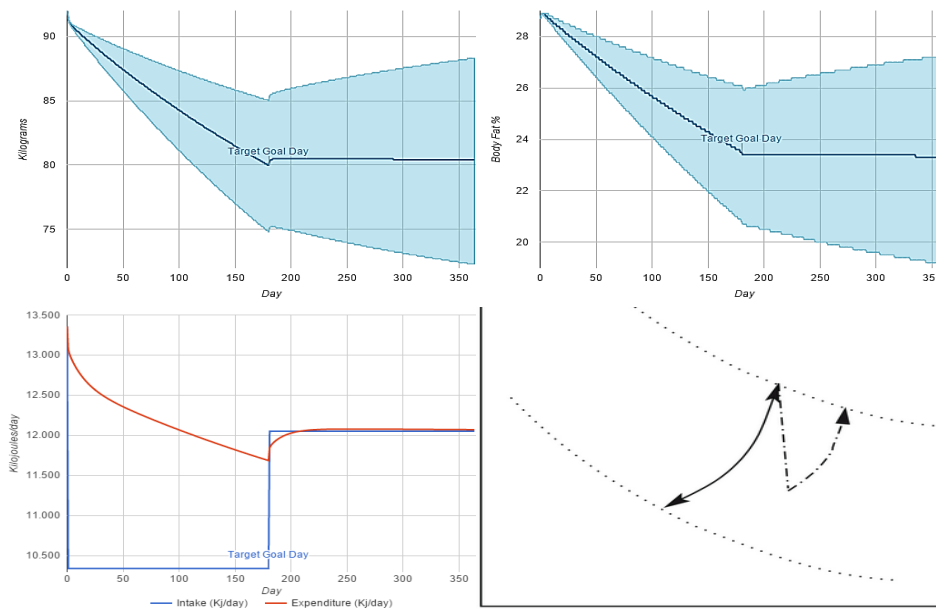 90
85
80
75
Kilograms
Target Goal Day
0 50 100 150 200 250 300 350
Day
28
26
24
22
20
Body Fat %
Target Goal Day
0 50 100 150 200 250 300 350
Day
13.500
13.000
12.500
12.000
11.500
11.000
10.500
Kilojoules/day
Target Goal Day
0 50 100 150 200 250 300 350
Day
Intake (Kj/day) Expenditure (Kj/day)